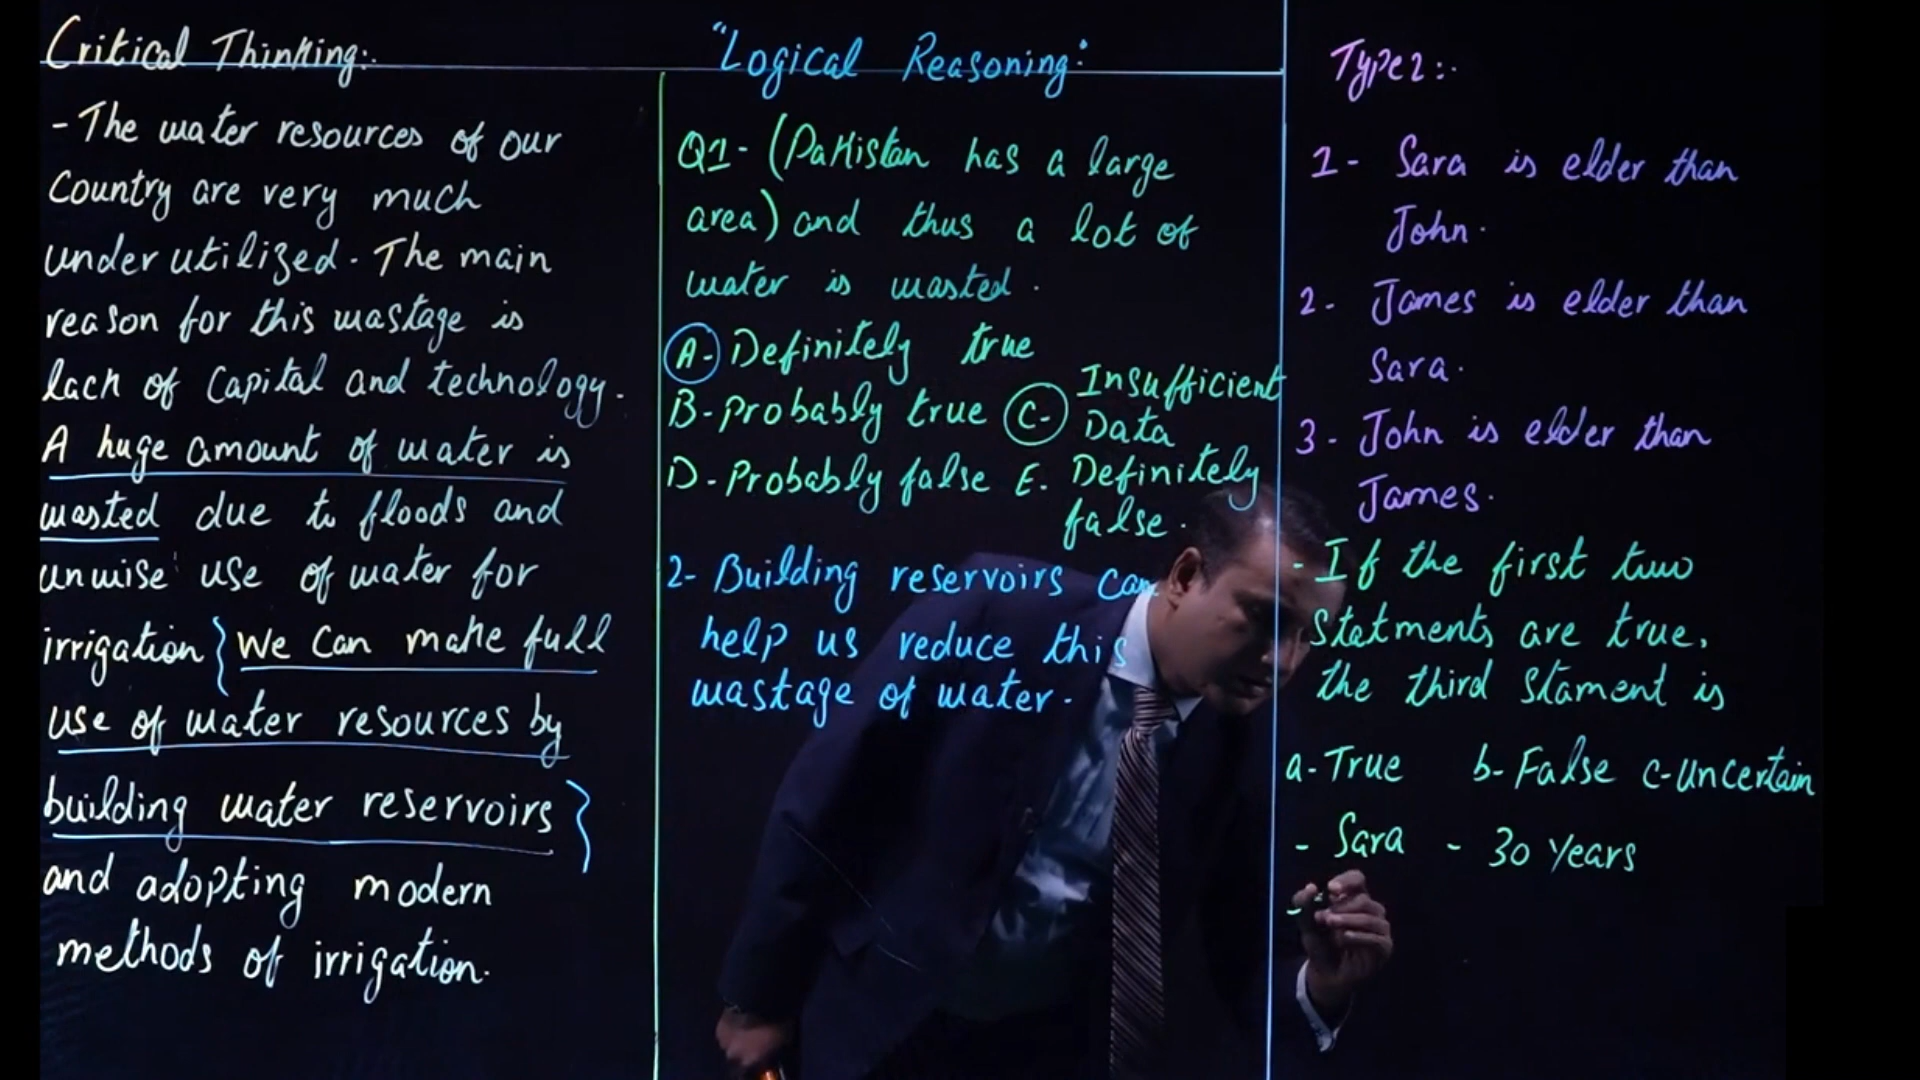 Critical Thinking:.
- The water resources of our
Country are very much
under utilized. The main
reason for this wastage is
lack of Capital and technology.
A huge amount of water is
wasted due to floods and
unwise use of water for
irrigation } We Can make full
use of water resources by
building water reservoirs }
and adopting modern
methods of irrigation.
"Logical Reasoning:
Q1- (Pakistan has a large
area) and thus a lot of
water is wasted.
A- Definitely true
B- Probably true C- Insufficient
Data
D- Probably false E. Definitely
false.
2- Building reservoirs can
help us reduce this
wastage of water.
Type 2:.
1- Sara is elder than
John.
2- James is elder than
Sara.
3- John is elder than
James.
- If the first two
Statments are true,
the third Stament is
a- True b- False c- Uncertain
- Sara - 30 Years
-